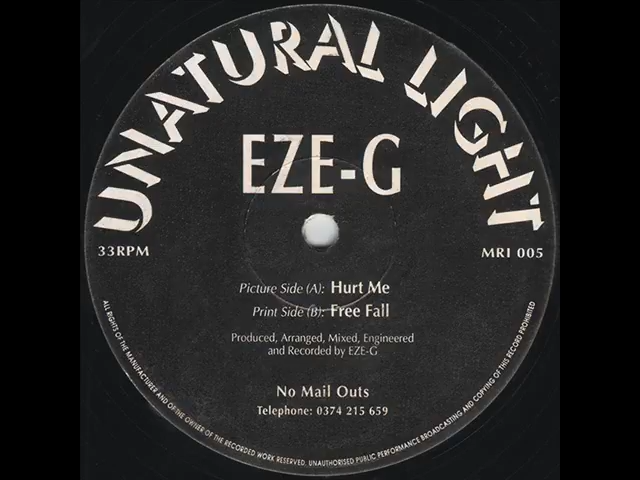 UNATURAL LIGHT
EZE-G
33RPM
MRI 005
Picture Side (A): Hurt Me
Print Side (B): Free Fall
Produced, Arranged, Mixed, Engineered
and Recorded by EZE-G
No Mail Outs
Telephone: 0374 215 659
ALL RIGHTS OF THE MANUFACTURER AND OF THE OWNER OF THE RECORDED WORK RESERVED. UNAUTHORISED PUBLIC PERFORMANCE BROADCASTING AND COPYING OF THIS RECORD PROHIBITED